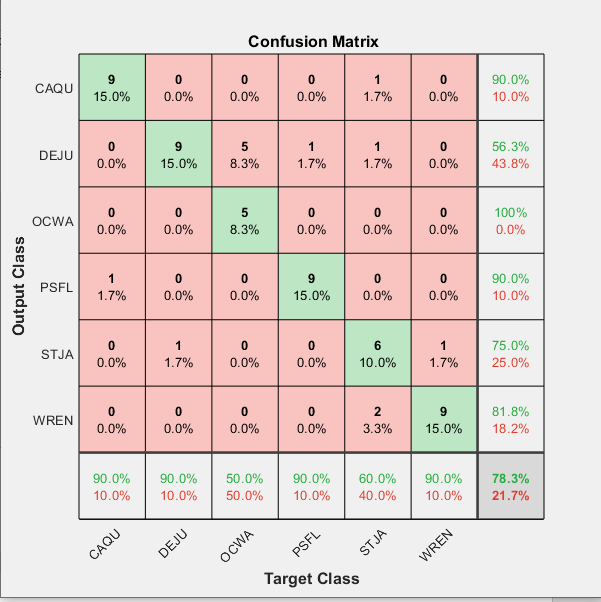 Confusion Matrix
CAQU 9 0 0 0 1 0 90.0%
15.0% 0.0% 0.0% 0.0% 1.7% 0.0% 10.0%
DEJU 0 9 5 1 1 0 56.3%
0.0% 15.0% 8.3% 1.7% 1.7% 0.0% 43.8%
OCWA 0 0 5 0 0 0 100%
0.0% 0.0% 8.3% 0.0% 0.0% 0.0% 0.0%
PSFL 1 0 0 9 0 0 90.0%
1.7% 0.0% 0.0% 15.0% 0.0% 0.0% 10.0%
STJA 0 1 0 0 6 1 75.0%
0.0% 1.7% 0.0% 0.0% 10.0% 1.7% 25.0%
WREN 0 0 0 0 2 9 81.8%
0.0% 0.0% 0.0% 0.0% 3.3% 15.0% 18.2%
90.0% 90.0% 50.0% 90.0% 60.0% 90.0% 78.3%
10.0% 10.0% 50.0% 10.0% 40.0% 10.0% 21.7%
CAQU DEJU OCWA PSFL STJA WREN
Target Class
Output Class